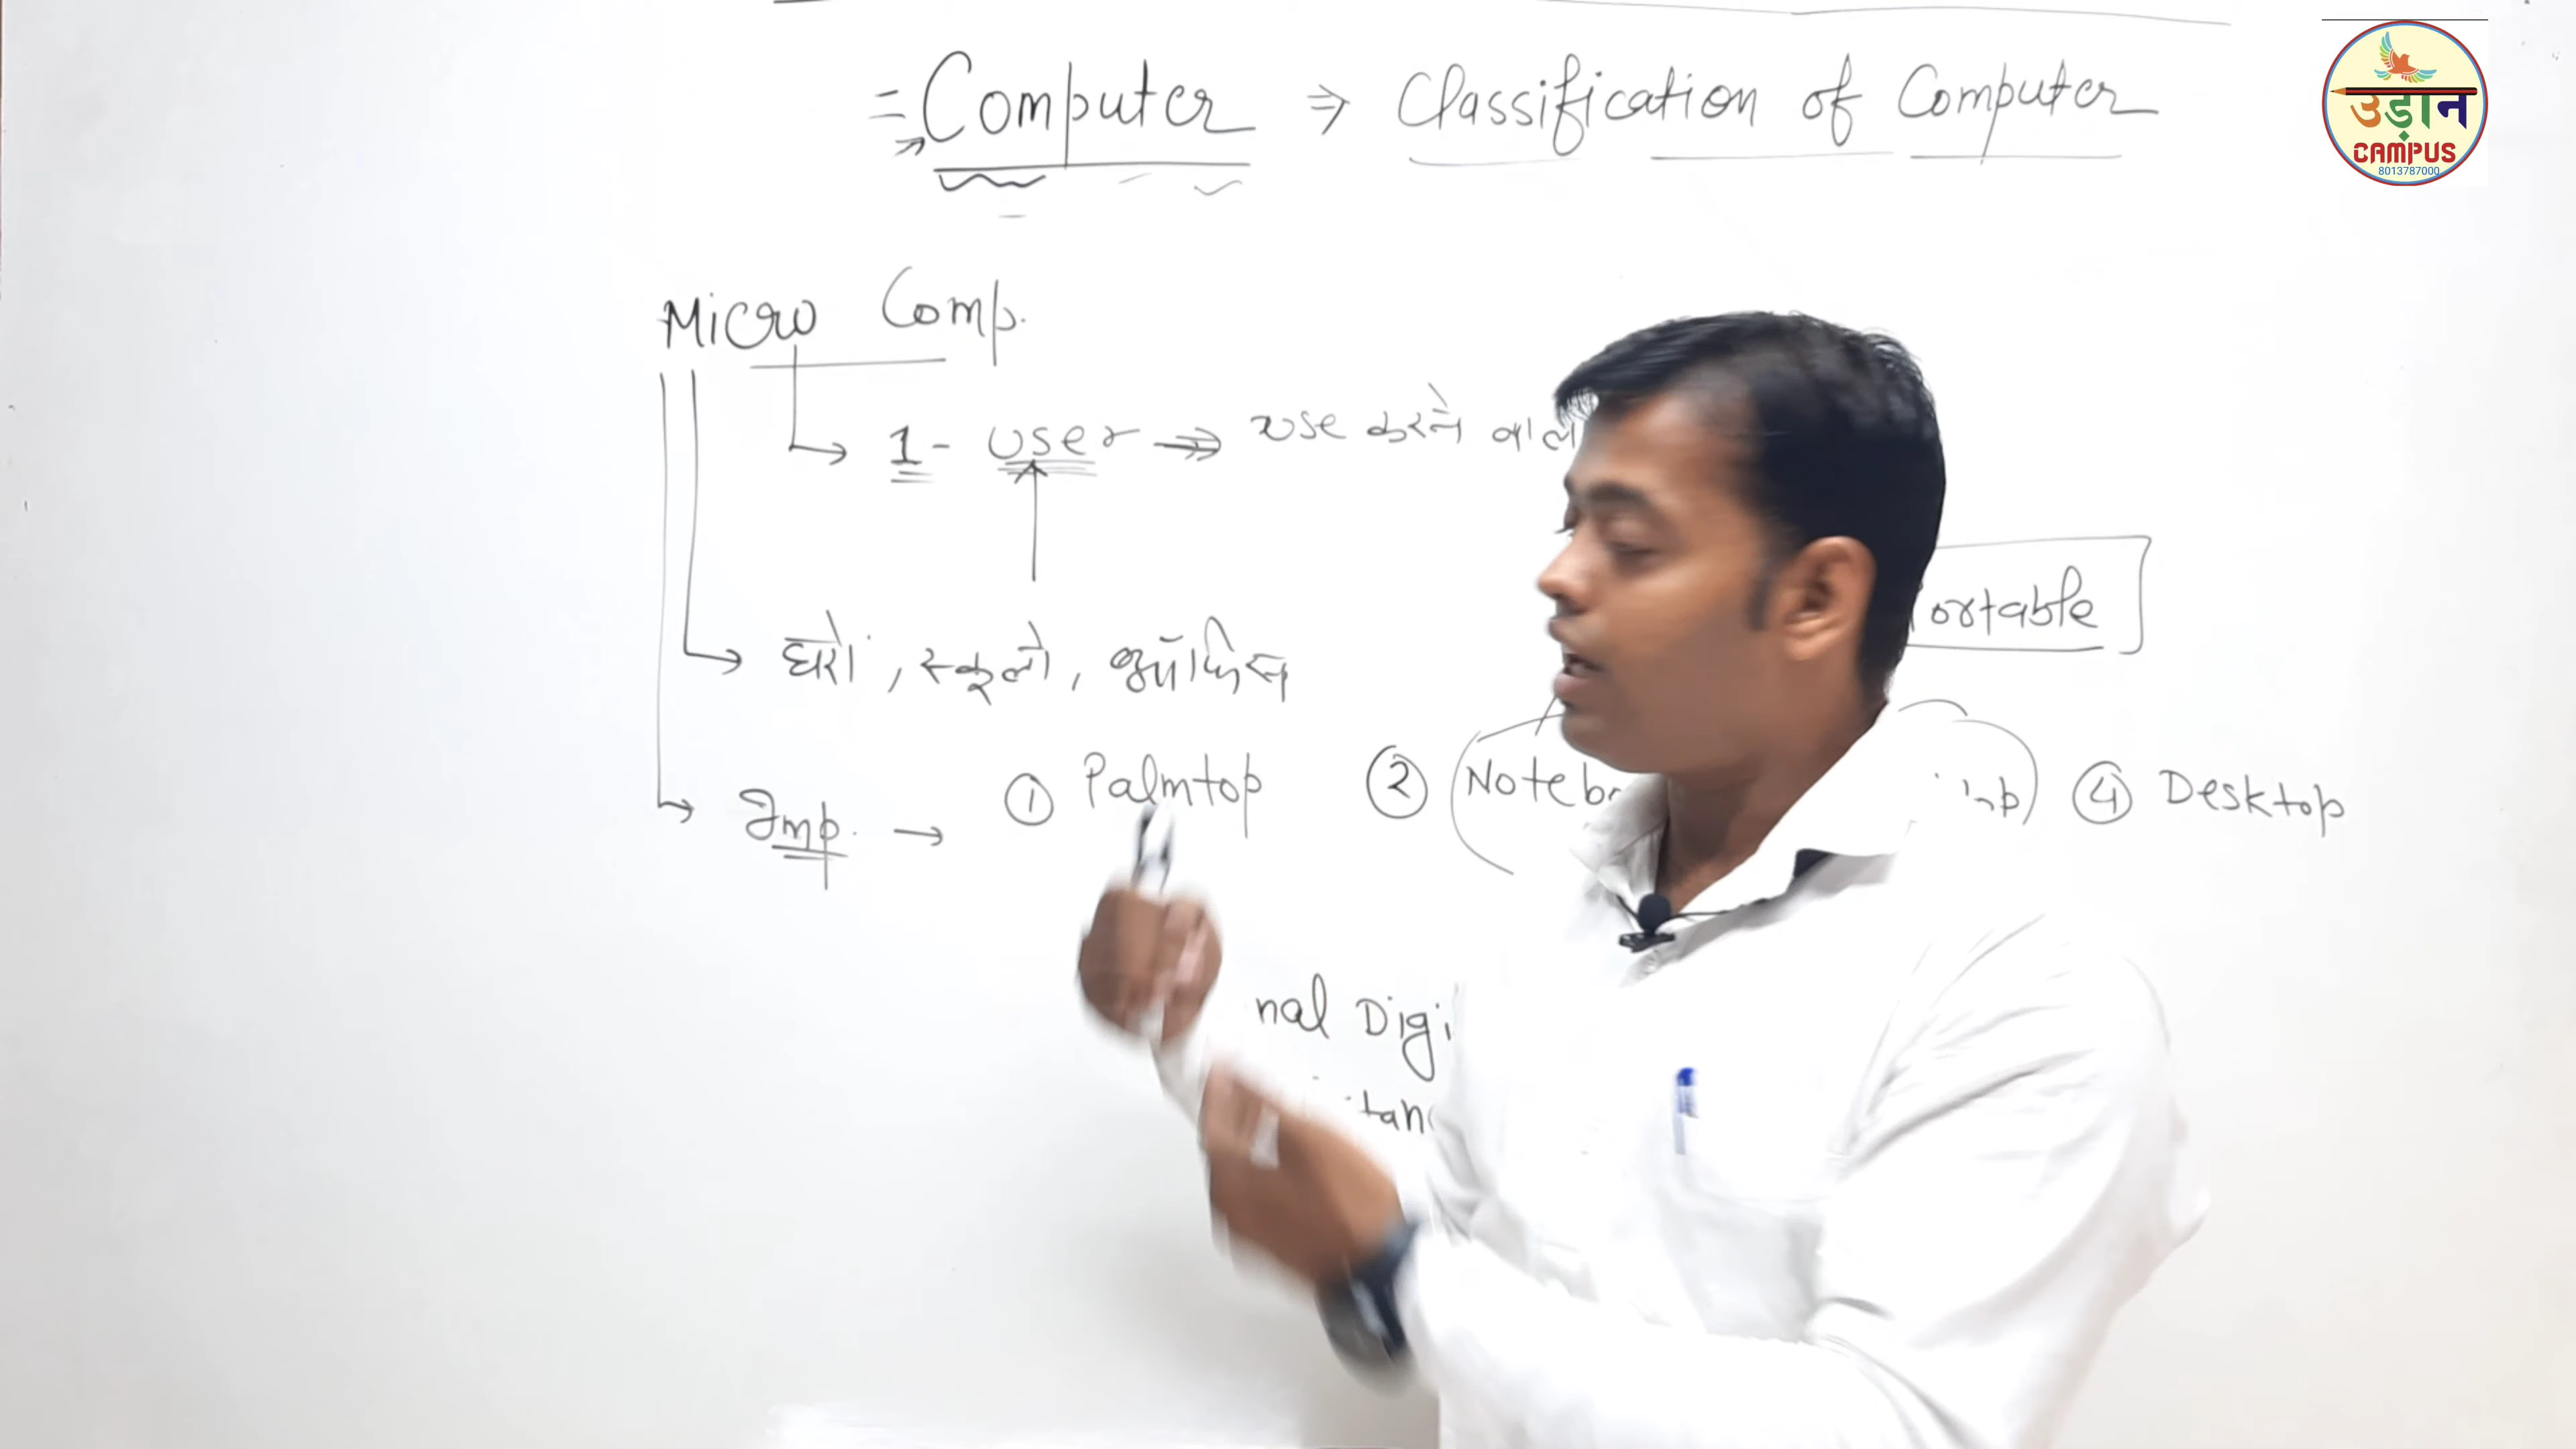 Computer ⇒ Classification of Computer
उड़ान
CAMPUS
8013787000
Micro Comp.
1 - User → use करने वाल
ortable
घरों, स्कूलो, ऑफिस
Imp. → ① Palmtop ② Notebo ④ Desktop
nal Digi
tanc